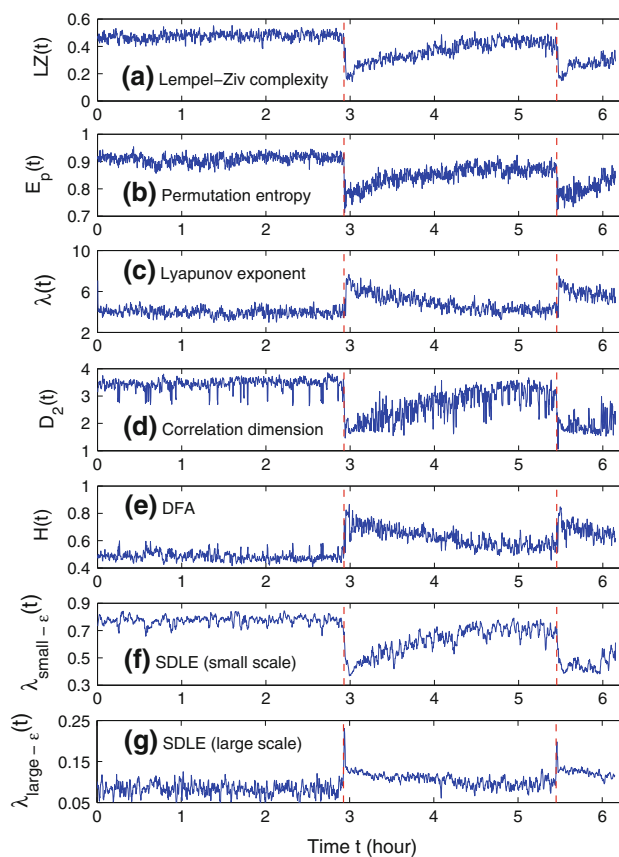 0.6
0.4
0.2
0
LZ(t)
(a) Lempel−Ziv complexity
0 1 2 3 4 5 6
1
0.9
0.8
0.7
E_p(t)
(b) Permutation entropy
0 1 2 3 4 5 6
10
6
2
λ(t)
(c) Lyapunov exponent
0 1 2 3 4 5 6
4
3
2
1
D_2(t)
(d) Correlation dimension
0 1 2 3 4 5 6
1
0.8
0.6
0.4
H(t)
(e) DFA
0 1 2 3 4 5 6
0.9
0.7
0.5
0.3
λ_small − ε(t)
(f) SDLE (small scale)
0 1 2 3 4 5 6
0.25
0.15
0.05
λ_large − ε(t)
(g) SDLE (large scale)
0 1 2 3 4 5 6
Time t (hour)